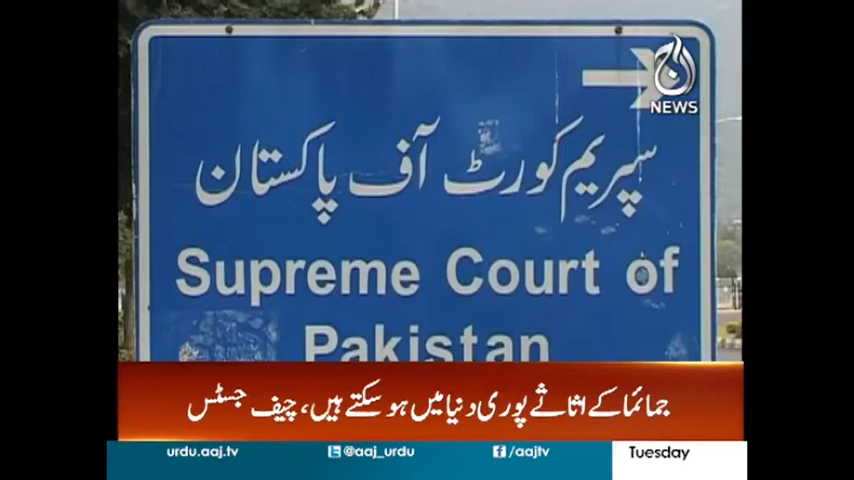 آج
NEWS
سپریم کورٹ آف پاکستان
Supreme Court of
Pakistan
جمائما کے اثاثے پوری دنیا میں ہو سکتے ہیں، چیف جسٹس
urdu.aaj.tv @aaj_urdu /aajtv Tuesday